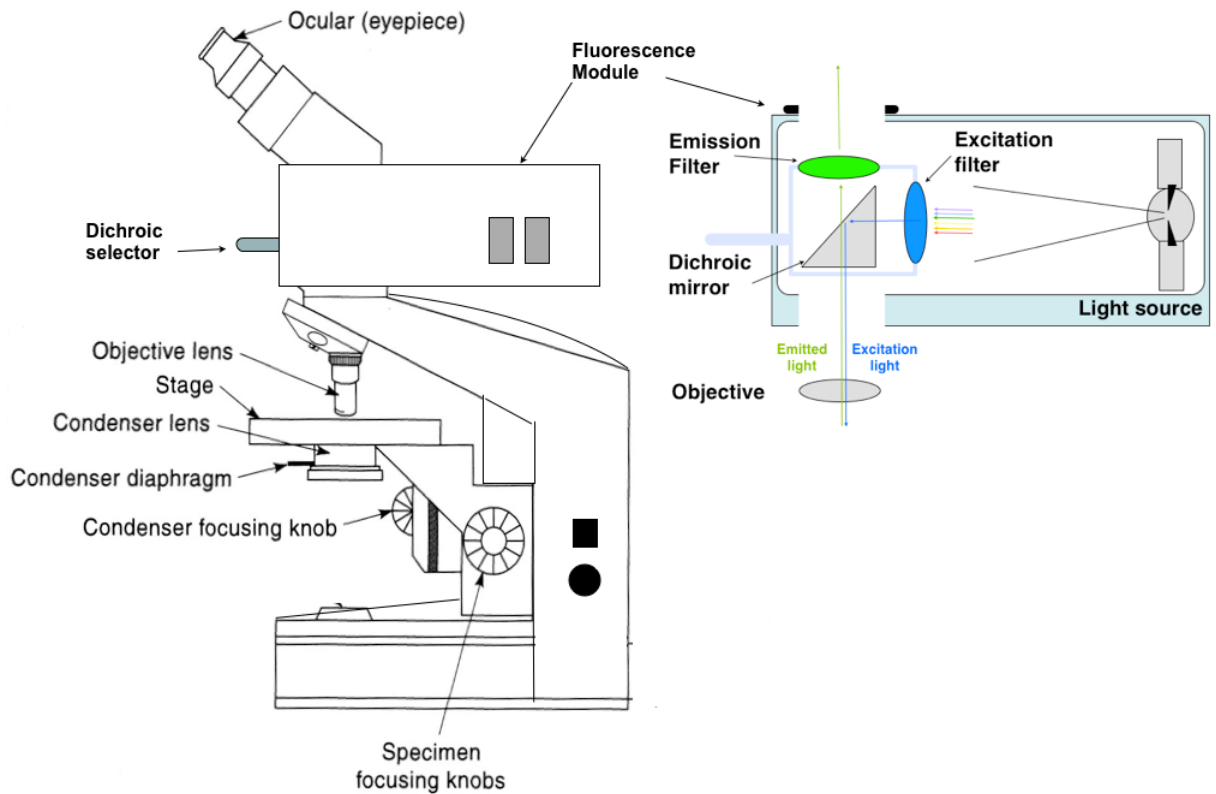 Ocular (eyepiece)
Fluorescence
Module
Dichroic
selector
Objective lens
Stage
Condenser lens
Condenser diaphragm
Condenser focusing knob
Specimen
focusing knobs
Emission
Filter
Excitation
filter
Dichroic
mirror
Light source
Emitted
light
Excitation
light
Objective